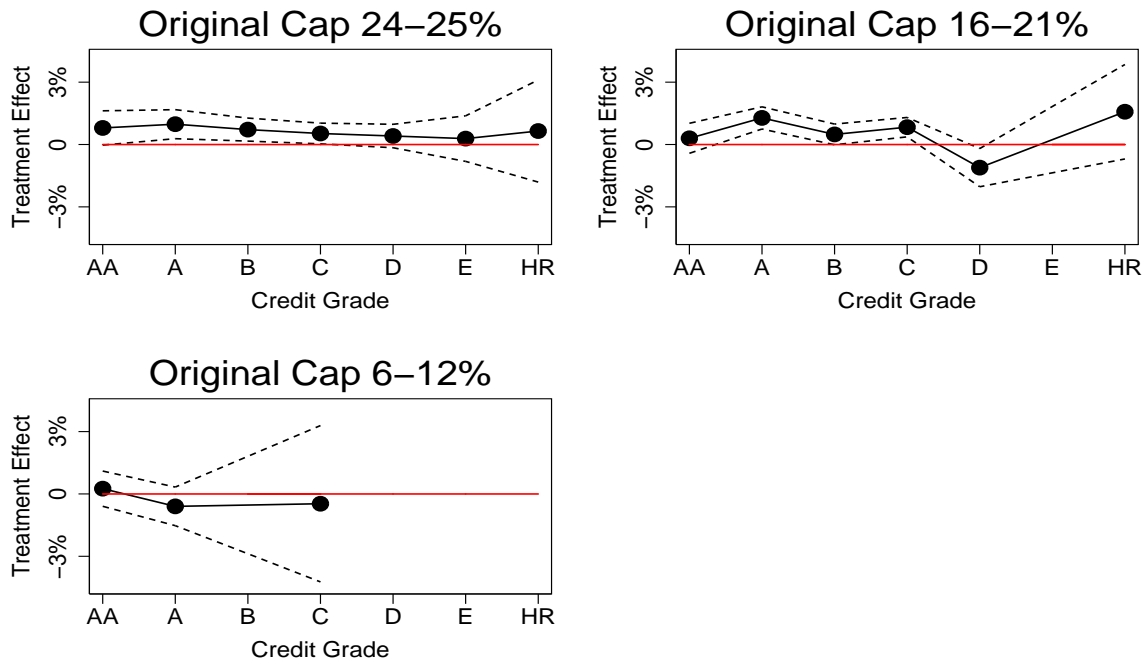 Original Cap 24–25%
Treatment Effect
3%
0
–3%
AA A B C D E HR
Credit Grade
Original Cap 16–21%
Treatment Effect
3%
0
–3%
AA A B C D E HR
Credit Grade
Original Cap 6–12%
Treatment Effect
3%
0
–3%
AA A B C D E HR
Credit Grade